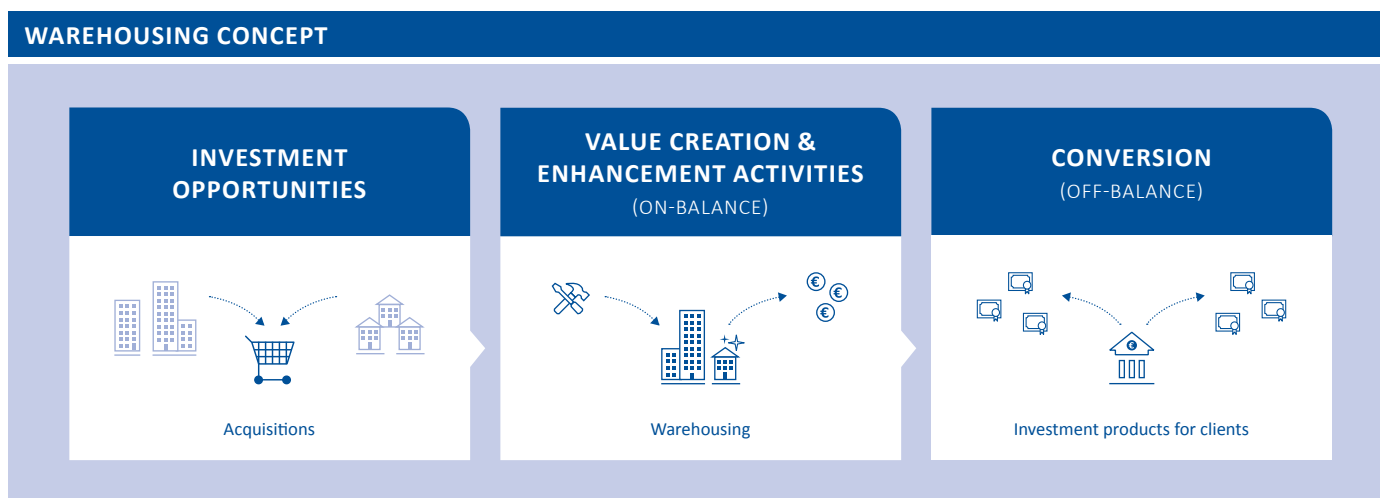 WAREHOUSING CONCEPT
INVESTMENT
OPPORTUNITIES
Acquisitions
VALUE CREATION &
ENHANCEMENT ACTIVITIES
(ON-BALANCE)
€
€
€
Warehousing
CONVERSION
(OFF-BALANCE)
€
Investment products for clients